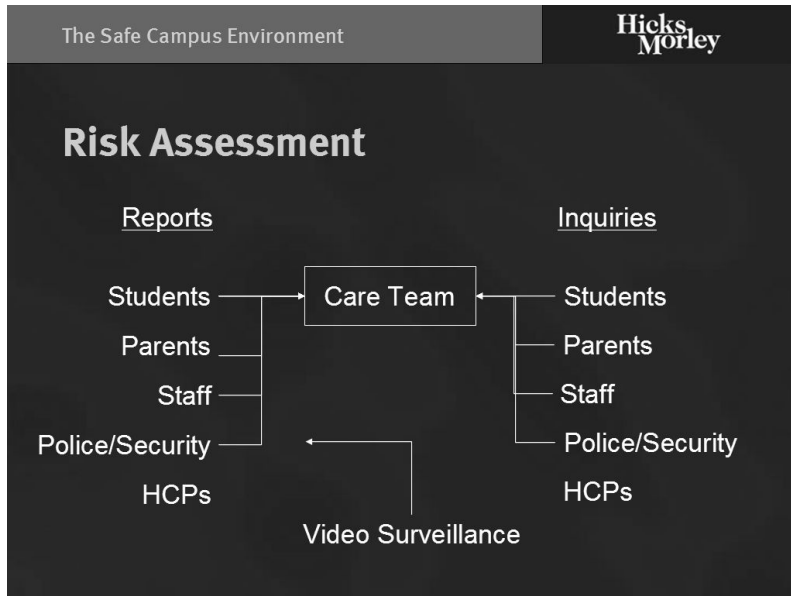 The Safe Campus Environment
Hicks
Morley
Risk Assessment
Reports
Inquiries
Students
Care Team
Students
Parents
Parents
Staff
Staff
Police/Security
Police/Security
HCPs
HCPs
Video Surveillance